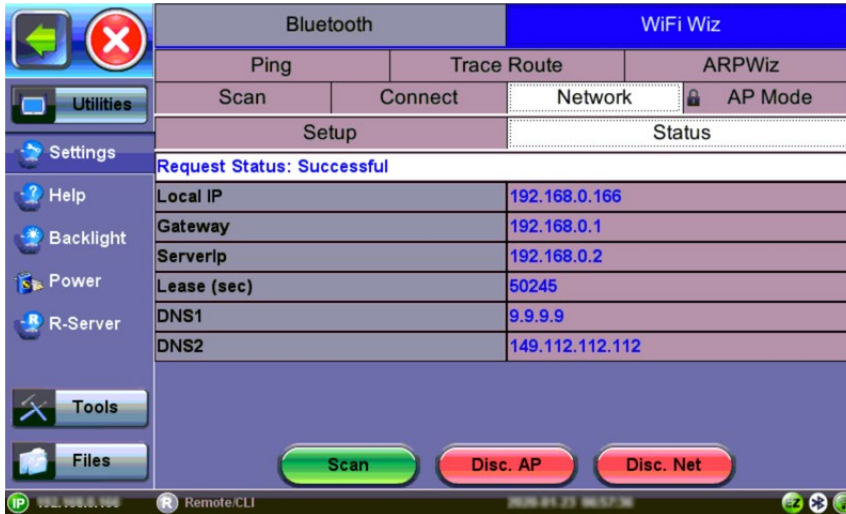 Bluetooth WiFi Wiz
Ping Trace Route ARPWiz
Utilities
Scan Connect Network AP Mode
Setup Status
Settings
Request Status: Successful
Help
Local IP 192.168.0.166
Gateway 192.168.0.1
Backlight
ServerIp 192.168.0.2
Power
Lease (sec) 50245
R-Server
DNS1 9.9.9.9
DNS2 149.112.112.112
Tools
Files
Scan Disc. AP Disc. Net
IP R Remote/CLI EZ